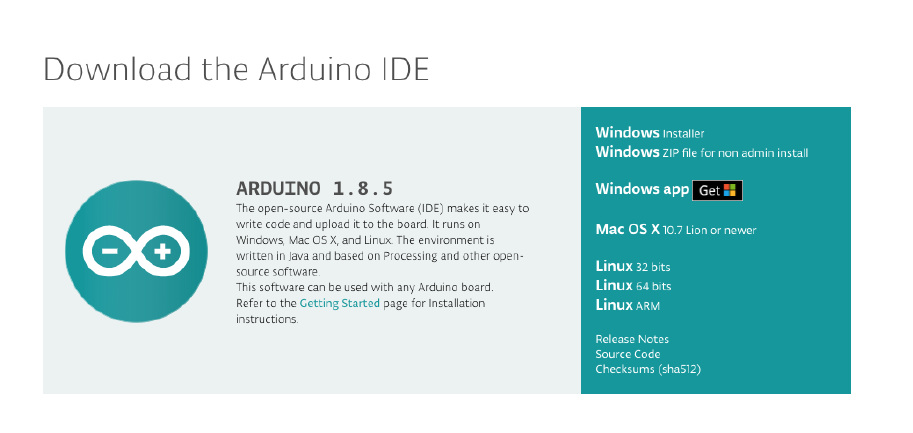 Download the Arduino IDE
ARDUINO 1.8.5
The open-source Arduino Software (IDE) makes it easy to
write code and upload it to the board. It runs on
Windows, Mac OS X, and Linux. The environment is
written in Java and based on Processing and other open-
source software.
This software can be used with any Arduino board.
Refer to the Getting Started page for Installation
instructions.
Windows Installer
Windows ZIP file for non admin install
Windows app Get
Mac OS X 10.7 Lion or newer
Linux 32 bits
Linux 64 bits
Linux ARM
Release Notes
Source Code
Checksums (sha512)